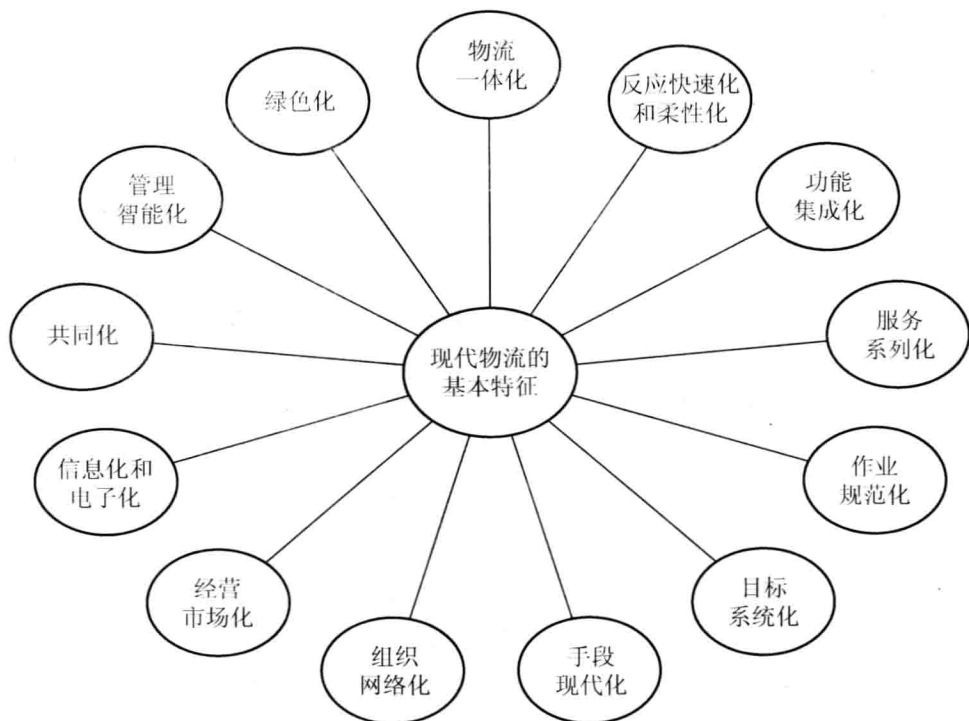 物流
一体化
反应快速化
和柔性化
功能
集成化
服务
系列化
作业
规范化
目标
系统化
手段
现代化
组织
网络化
经营
市场化
信息化和
电子化
共同化
管理
智能化
绿色化
现代物流的
基本特征